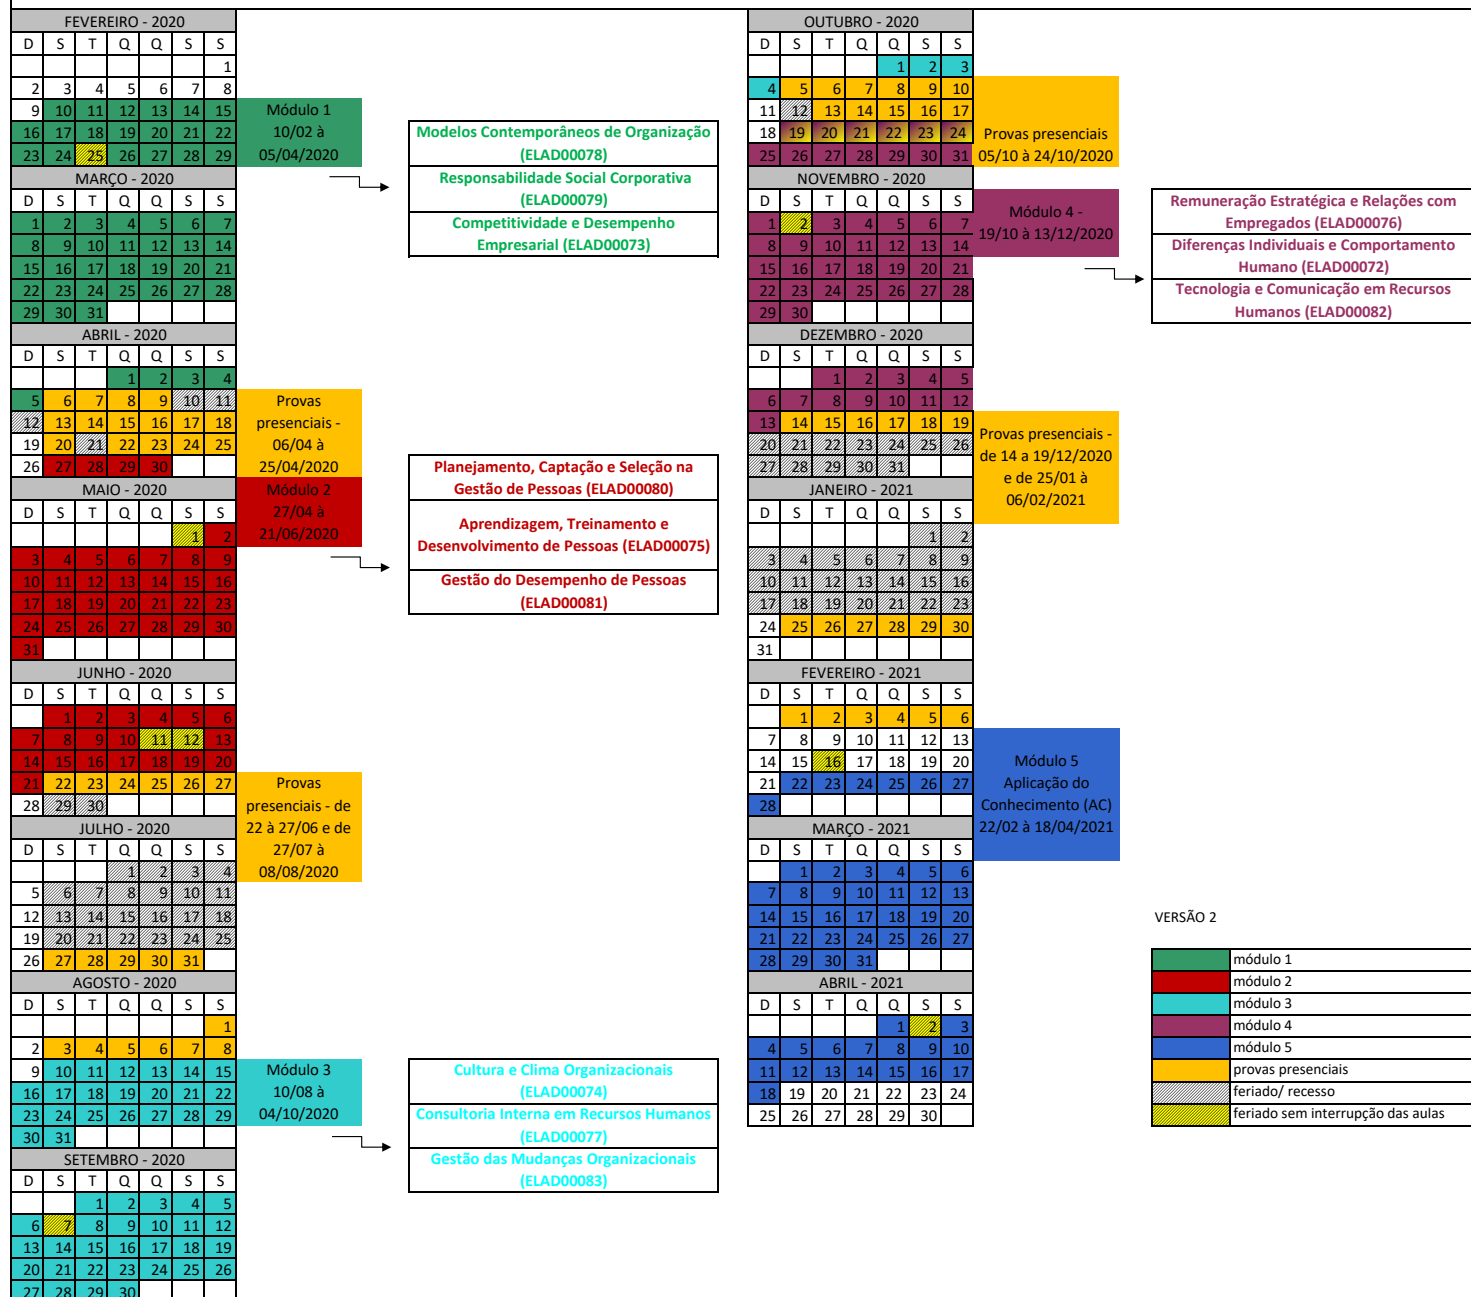 FEVEREIRO - 2020
D S T Q Q S S
1
2 3 4 5 6 7 8
9 10 11 12 13 14 15
16 17 18 19 20 21 22
23 24 25 26 27 28 29
Módulo 1
10/02 à
05/04/2020
Modelos Contemporâneos de Organização
(ELAD00078)
Responsabilidade Social Corporativa
(ELAD00079)
Competitividade e Desempenho
Empresarial (ELAD00073)
MARÇO - 2020
D S T Q Q S S
1 2 3 4 5 6 7
8 9 10 11 12 13 14
15 16 17 18 19 20 21
22 23 24 25 26 27 28
29 30 31
ABRIL - 2020
D S T Q Q S S
1 2 3 4
5 6 7 8 9 10 11
12 13 14 15 16 17 18
19 20 21 22 23 24 25
26 27 28 29 30
Provas
presenciais -
06/04 à
25/04/2020
MAIO - 2020
D S T Q Q S S
1 2
3 4 5 6 7 8 9
10 11 12 13 14 15 16
17 18 19 20 21 22 23
24 25 26 27 28 29 30
31
Módulo 2
27/04 à
21/06/2020
Planejamento, Captação e Seleção na
Gestão de Pessoas (ELAD00080)
Aprendizagem, Treinamento e
Desenvolvimento de Pessoas (ELAD00075)
Gestão do Desempenho de Pessoas
(ELAD00081)
JUNHO - 2020
D S T Q Q S S
1 2 3 4 5 6
7 8 9 10 11 12 13
14 15 16 17 18 19 20
21 22 23 24 25 26 27
28 29 30
Provas
presenciais - de
22 à 27/06 e de
27/07 à
08/08/2020
JULHO - 2020
D S T Q Q S S
1 2 3 4
5 6 7 8 9 10 11
12 13 14 15 16 17 18
19 20 21 22 23 24 25
26 27 28 29 30 31
AGOSTO - 2020
D S T Q Q S S
1
2 3 4 5 6 7 8
9 10 11 12 13 14 15
16 17 18 19 20 21 22
23 24 25 26 27 28 29
30 31
Módulo 3
10/08 à
04/10/2020
Cultura e Clima Organizacionais
(ELAD00074)
Consultoria Interna em Recursos Humanos
(ELAD00077)
Gestão das Mudanças Organizacionais
(ELAD00083)
SETEMBRO - 2020
D S T Q Q S S
1 2 3 4 5
6 7 8 9 10 11 12
13 14 15 16 17 18 19
20 21 22 23 24 25 26
27 28 29 30
OUTUBRO - 2020
D S T Q Q S S
1 2 3
4 5 6 7 8 9 10
11 12 13 14 15 16 17
18 19 20 21 22 23 24
25 26 27 28 29 30 31
Provas presenciais
05/10 à 24/10/2020
NOVEMBRO - 2020
D S T Q Q S S
1 2 3 4 5 6 7
8 9 10 11 12 13 14
15 16 17 18 19 20 21
22 23 24 25 26 27 28
29 30
Módulo 4 -
19/10 à 13/12/2020
Remuneração Estratégica e Relações com
Empregados (ELAD00076)
Diferenças Individuais e Comportamento
Humano (ELAD00072)
Tecnologia e Comunicação em Recursos
Humanos (ELAD00082)
DEZEMBRO - 2020
D S T Q Q S S
1 2 3 4 5
6 7 8 9 10 11 12
13 14 15 16 17 18 19
20 21 22 23 24 25 26
27 28 29 30 31
Provas presenciais -
de 14 a 19/12/2020
e de 25/01 à
06/02/2021
JANEIRO - 2021
D S T Q Q S S
1 2
3 4 5 6 7 8 9
10 11 12 13 14 15 16
17 18 19 20 21 22 23
24 25 26 27 28 29 30
31
FEVEREIRO - 2021
D S T Q Q S S
1 2 3 4 5 6
7 8 9 10 11 12 13
14 15 16 17 18 19 20
21 22 23 24 25 26 27
28
Módulo 5
Aplicação do
Conhecimento (AC)
22/02 à 18/04/2021
MARÇO - 2021
D S T Q Q S S
1 2 3 4 5 6
7 8 9 10 11 12 13
14 15 16 17 18 19 20
21 22 23 24 25 26 27
28 29 30 31
ABRIL - 2021
D S T Q Q S S
1 2 3
4 5 6 7 8 9 10
11 12 13 14 15 16 17
18 19 20 21 22 23 24
25 26 27 28 29 30
VERSÃO 2
módulo 1
módulo 2
módulo 3
módulo 4
módulo 5
provas presenciais
feriado/ recesso
feriado sem interrupção das aulas